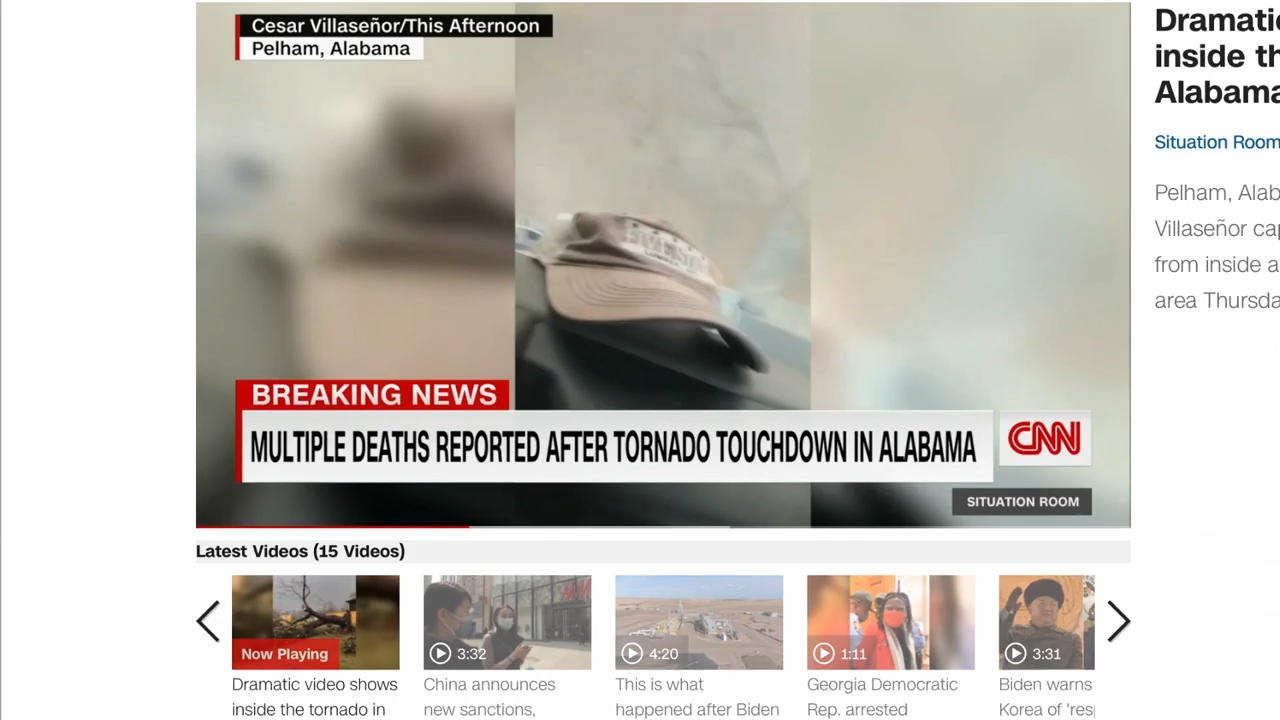 Cesar Villaseñor/This Afternoon
Pelham, Alabama
BREAKING NEWS
MULTIPLE DEATHS REPORTED AFTER TORNADO TOUCHDOWN IN ALABAMA
CNN
SITUATION ROOM
Dramatic
inside th
Alabama
Situation Room
Pelham, Alab
Villaseñor cap
from inside a
area Thursda
Latest Videos (15 Videos)
Now Playing
3:32
4:20
1:11
3:31
Dramatic video shows
inside the tornado in
China announces
new sanctions,
This is what
happened after Biden
Georgia Democratic
Rep. arrested
Biden warns
Korea of 'resp